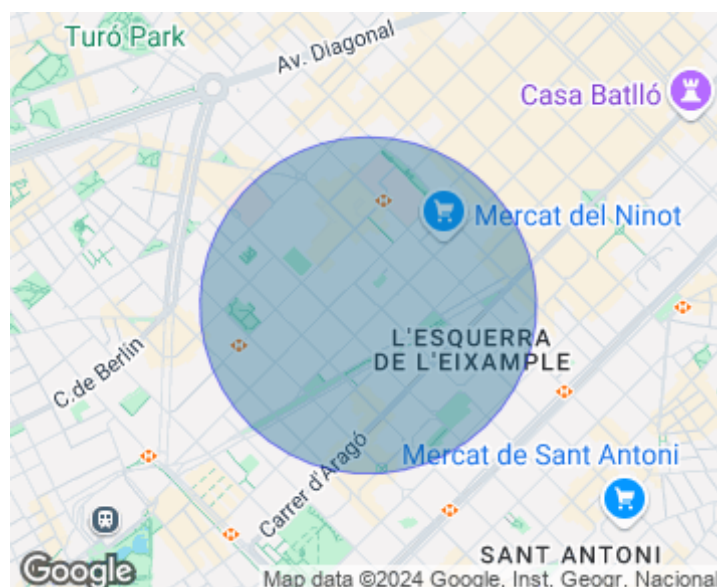 Turó Park
Av. Diagonal
Casa Batlló
Mercat del Ninot
L'ESQUERRA
DE L'EIXAMPLE
C. de Berlín
Mercat de Sant Antoni
Carrer d'Aragó
SANT ANTONI
Google
Map data ©2024 Google, Inst. Geogr. Nacional